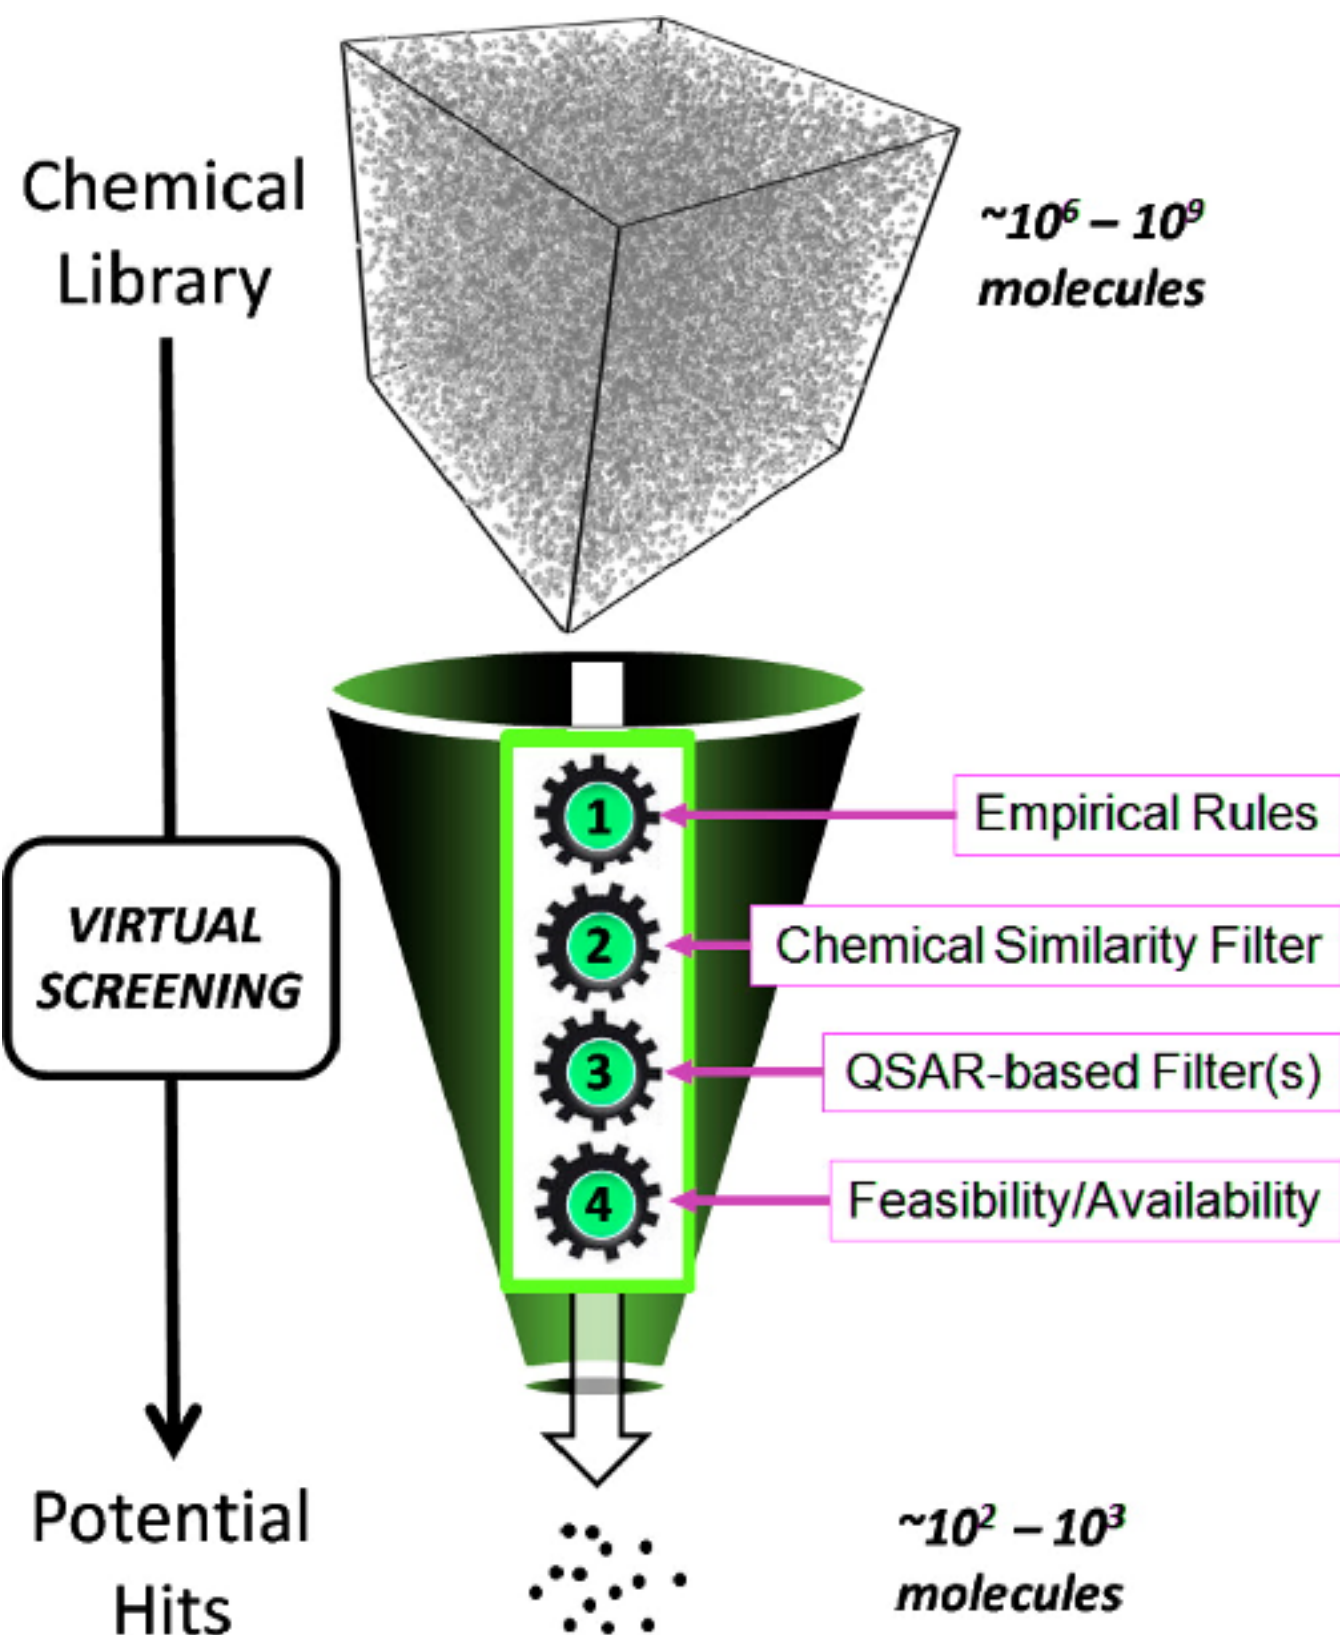 Chemical
Library
~10⁶ – 10⁹
molecules
1
Empirical Rules
2
Chemical Similarity Filter
VIRTUAL
SCREENING
3
QSAR-based Filter(s)
4
Feasibility/Availability
Potential
Hits
~10² – 10³
molecules